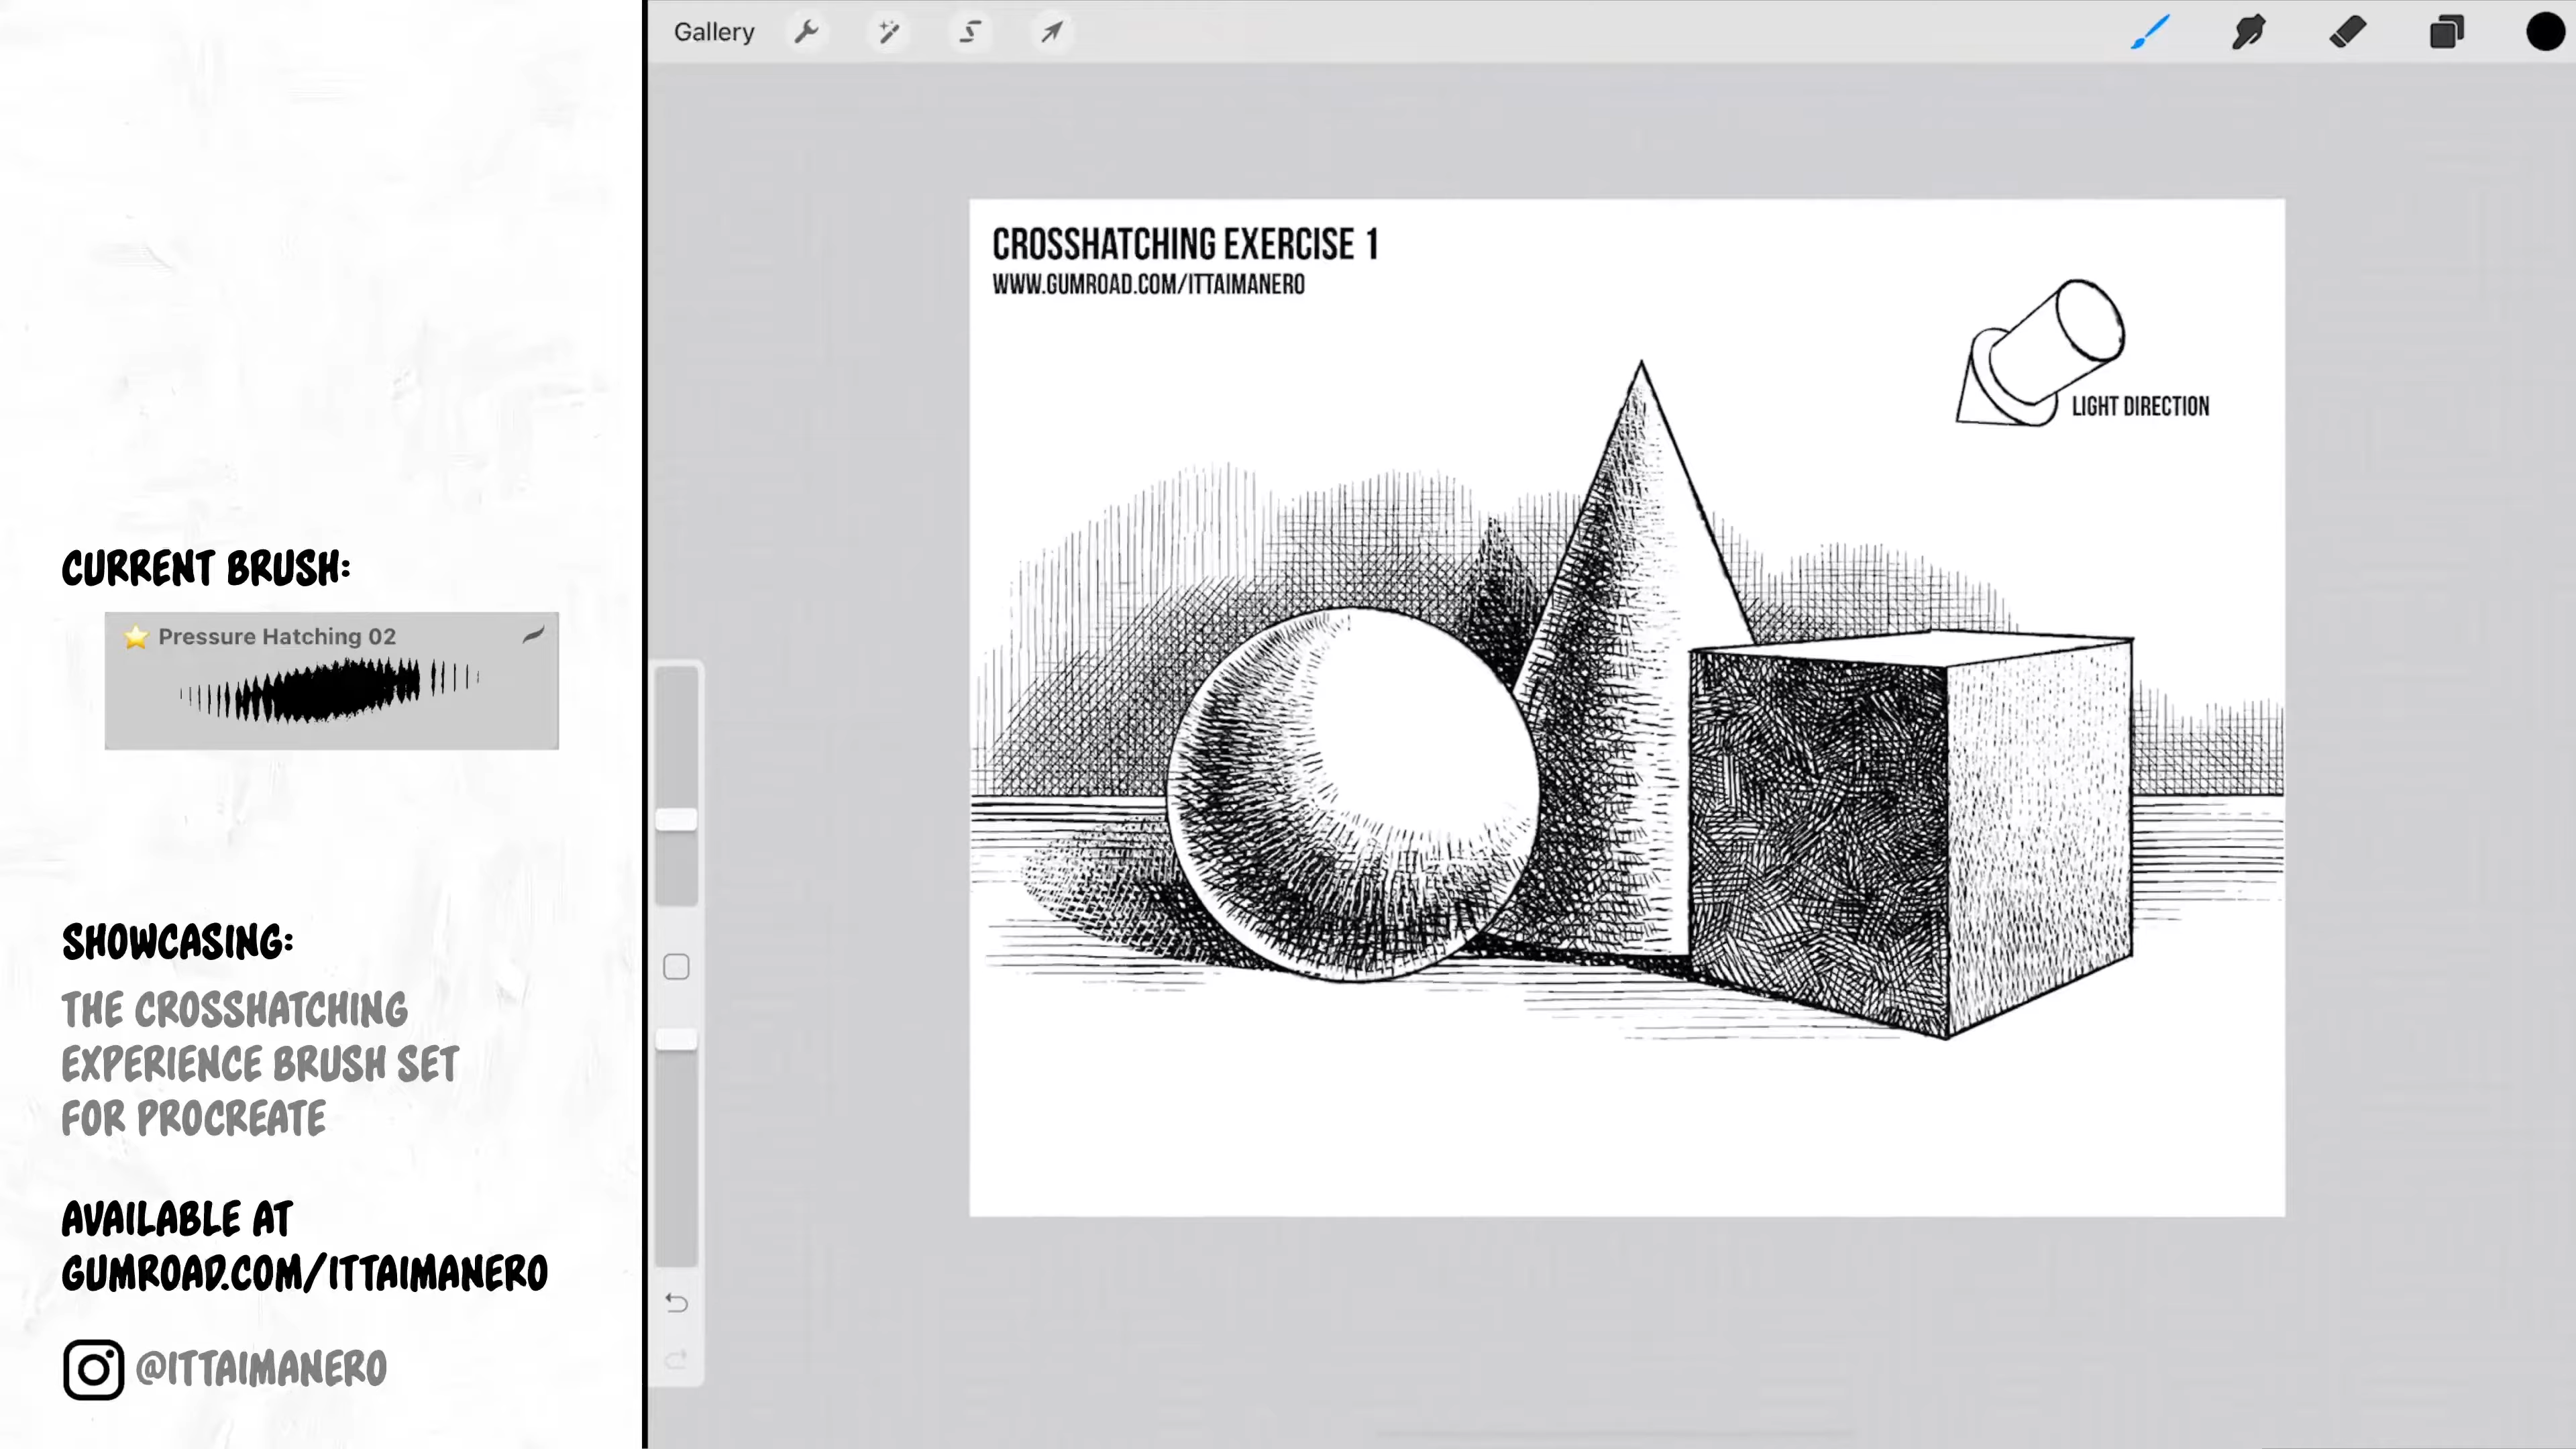 Gallery
CURRENT BRUSH:
Pressure Hatching 02
SHOWCASING:
THE CROSSHATCHING
EXPERIENCE BRUSH SET
FOR PROCREATE
AVAILABLE AT
GUMROAD.COM/ITTAIMANERO
@ITTAIMANERO
CROSSHATCHING EXERCISE 1
WWW.GUMROAD.COM/ITTAIMANERO
LIGHT DIRECTION